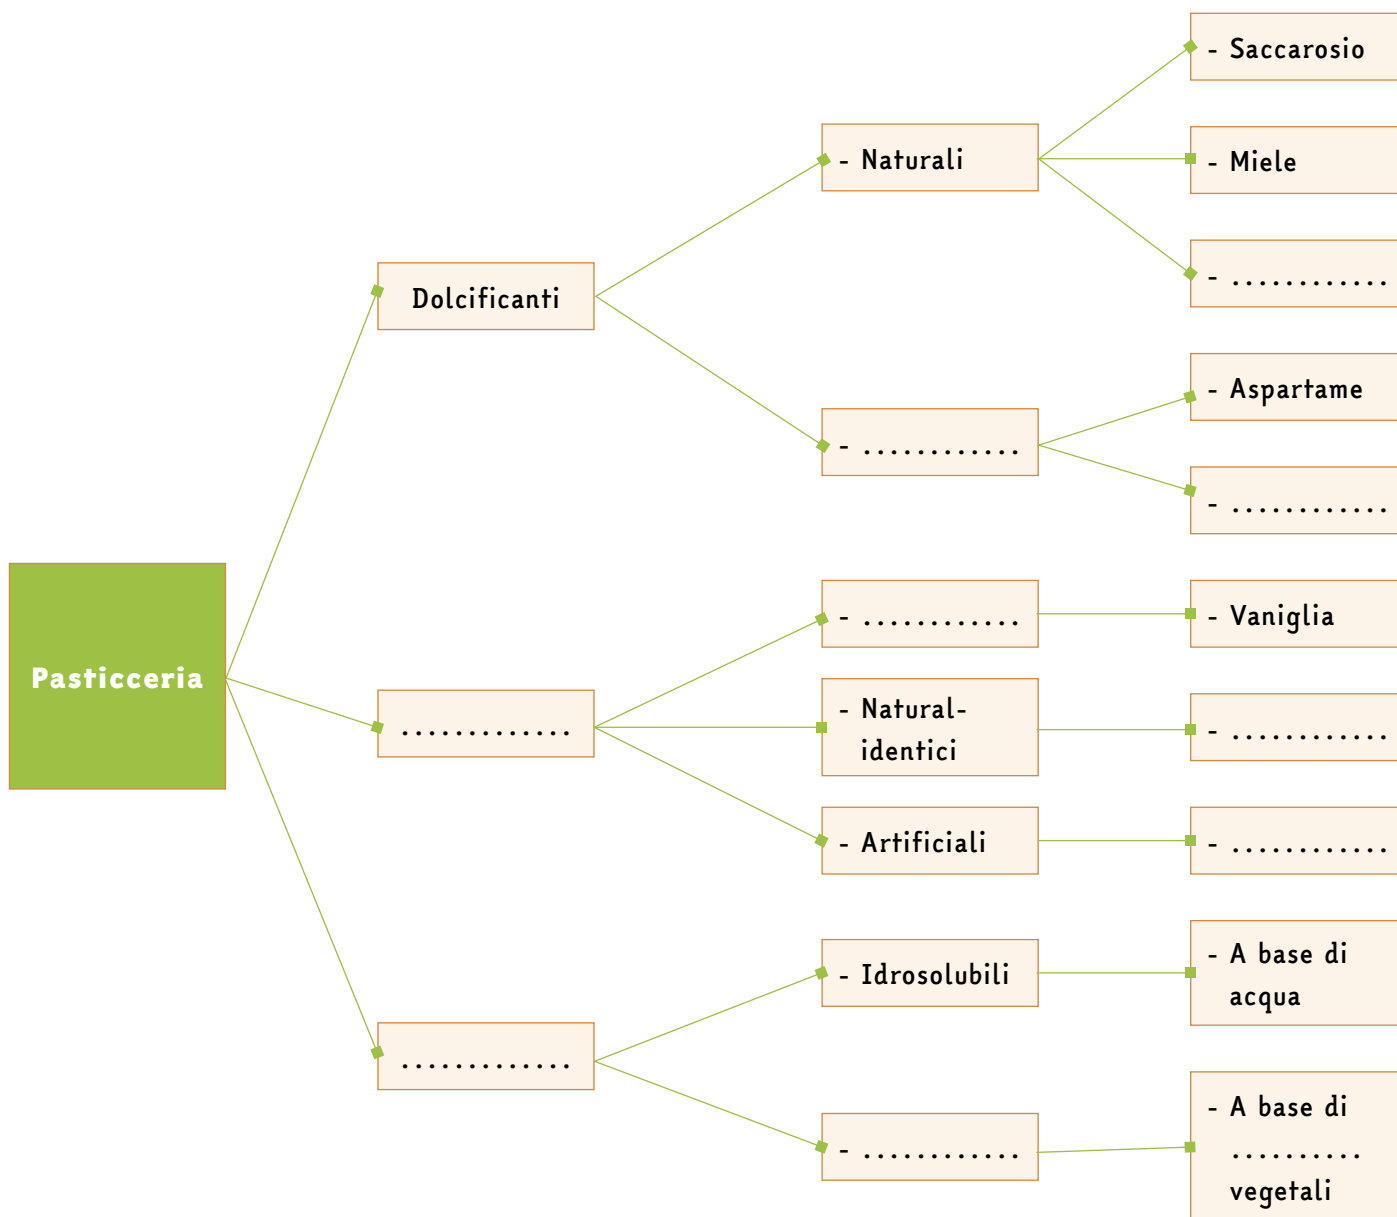 - Saccarosio
- Naturali
- Miele
- ............
Dolcificanti
- Aspartame
- ............
- ............
- ............
- Vaniglia
Pasticceria
- Natural-
identici
- ............
.............
- Artificiali
- ............
- Idrosolubili
- A base di
acqua
.............
- ............
- A base di
..........
vegetali